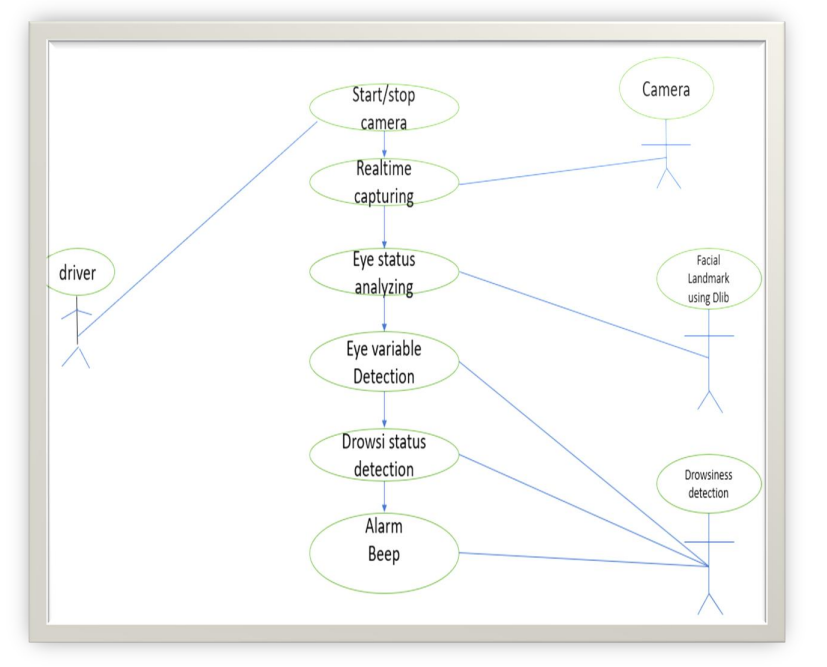 Start/stop
camera
Camera
Realtime
capturing
driver
Eye status
analyzing
Facial
Landmark
using Dlib
Eye variable
Detection
Drowsi status
detection
Drowsiness
detection
Alarm
Beep